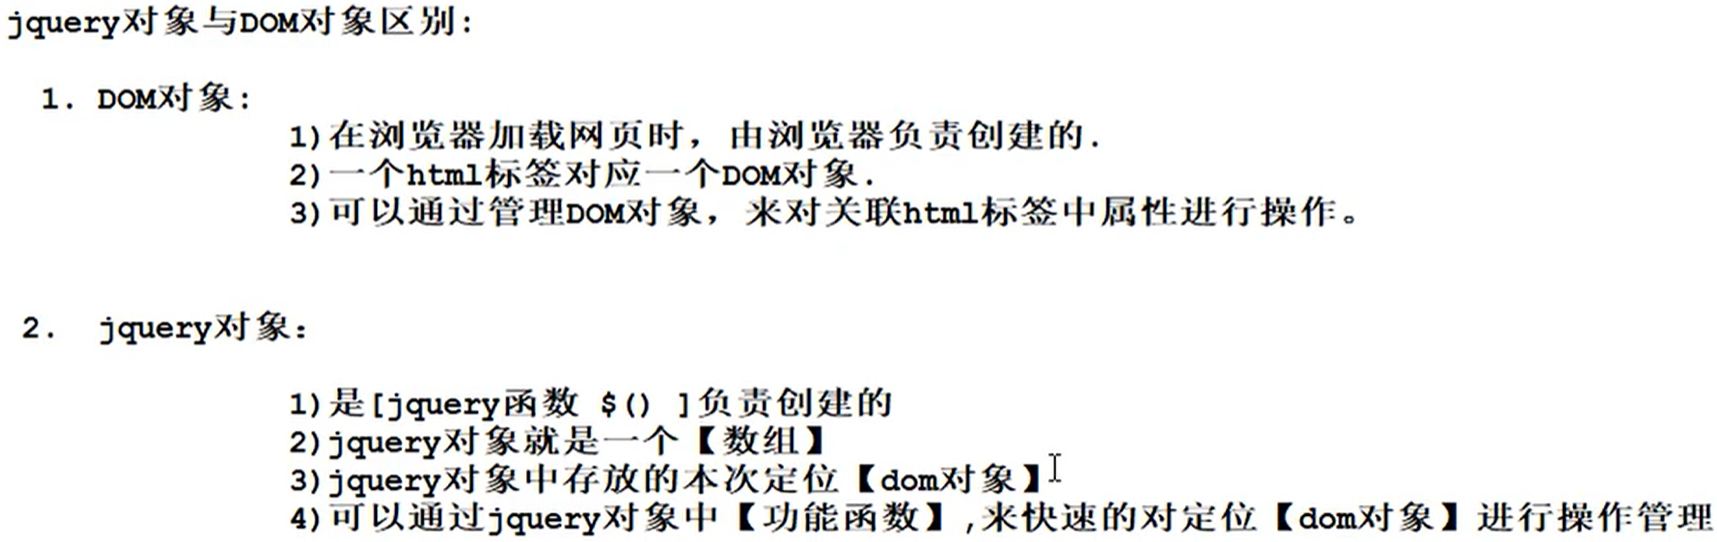 jquery对象与DOM对象区别:
1. DOM对象:
1)在浏览器加载网页时，由浏览器负责创建的.
2)一个html标签对应一个DOM对象.
3)可以通过管理DOM对象，来对关联html标签中属性进行操作。
2. jquery对象：
1)是[jquery函数 $() ]负责创建的
2)jquery对象就是一个【数组】
3)jquery对象中存放的本次定位【dom对象】
4)可以通过jquery对象中【功能函数】,来快速的对定位【dom对象】进行操作管理